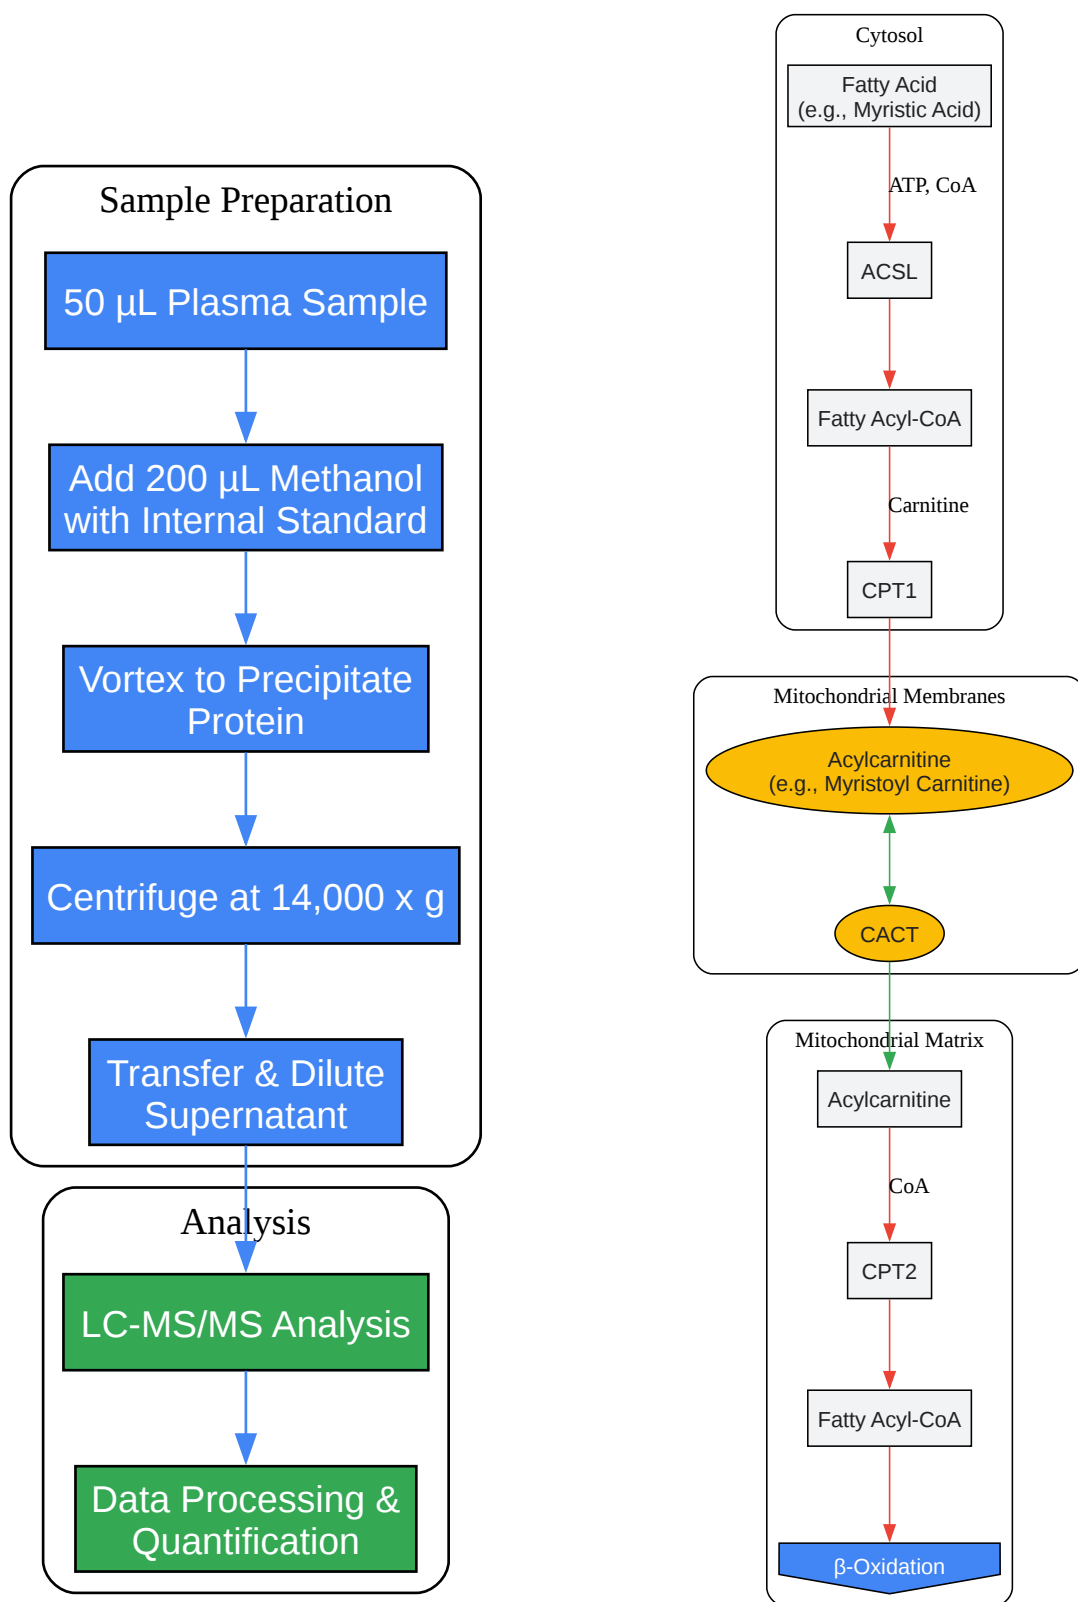 Sample Preparation
50 µL Plasma Sample
Add 200 µL Methanol
with Internal Standard
Vortex to Precipitate
Protein
Centrifuge at 14,000 x g
Transfer & Dilute
Supernatant
Analysis
LC-MS/MS Analysis
Data Processing &
Quantification
Cytosol
Fatty Acid
(e.g., Myristic Acid)
ATP, CoA
ACSL
Fatty Acyl-CoA
Carnitine
CPT1
Mitochondrial Membranes
Acylcarnitine
(e.g., Myristoyl Carnitine)
CACT
Mitochondrial Matrix
Acylcarnitine
CoA
CPT2
Fatty Acyl-CoA
β-Oxidation